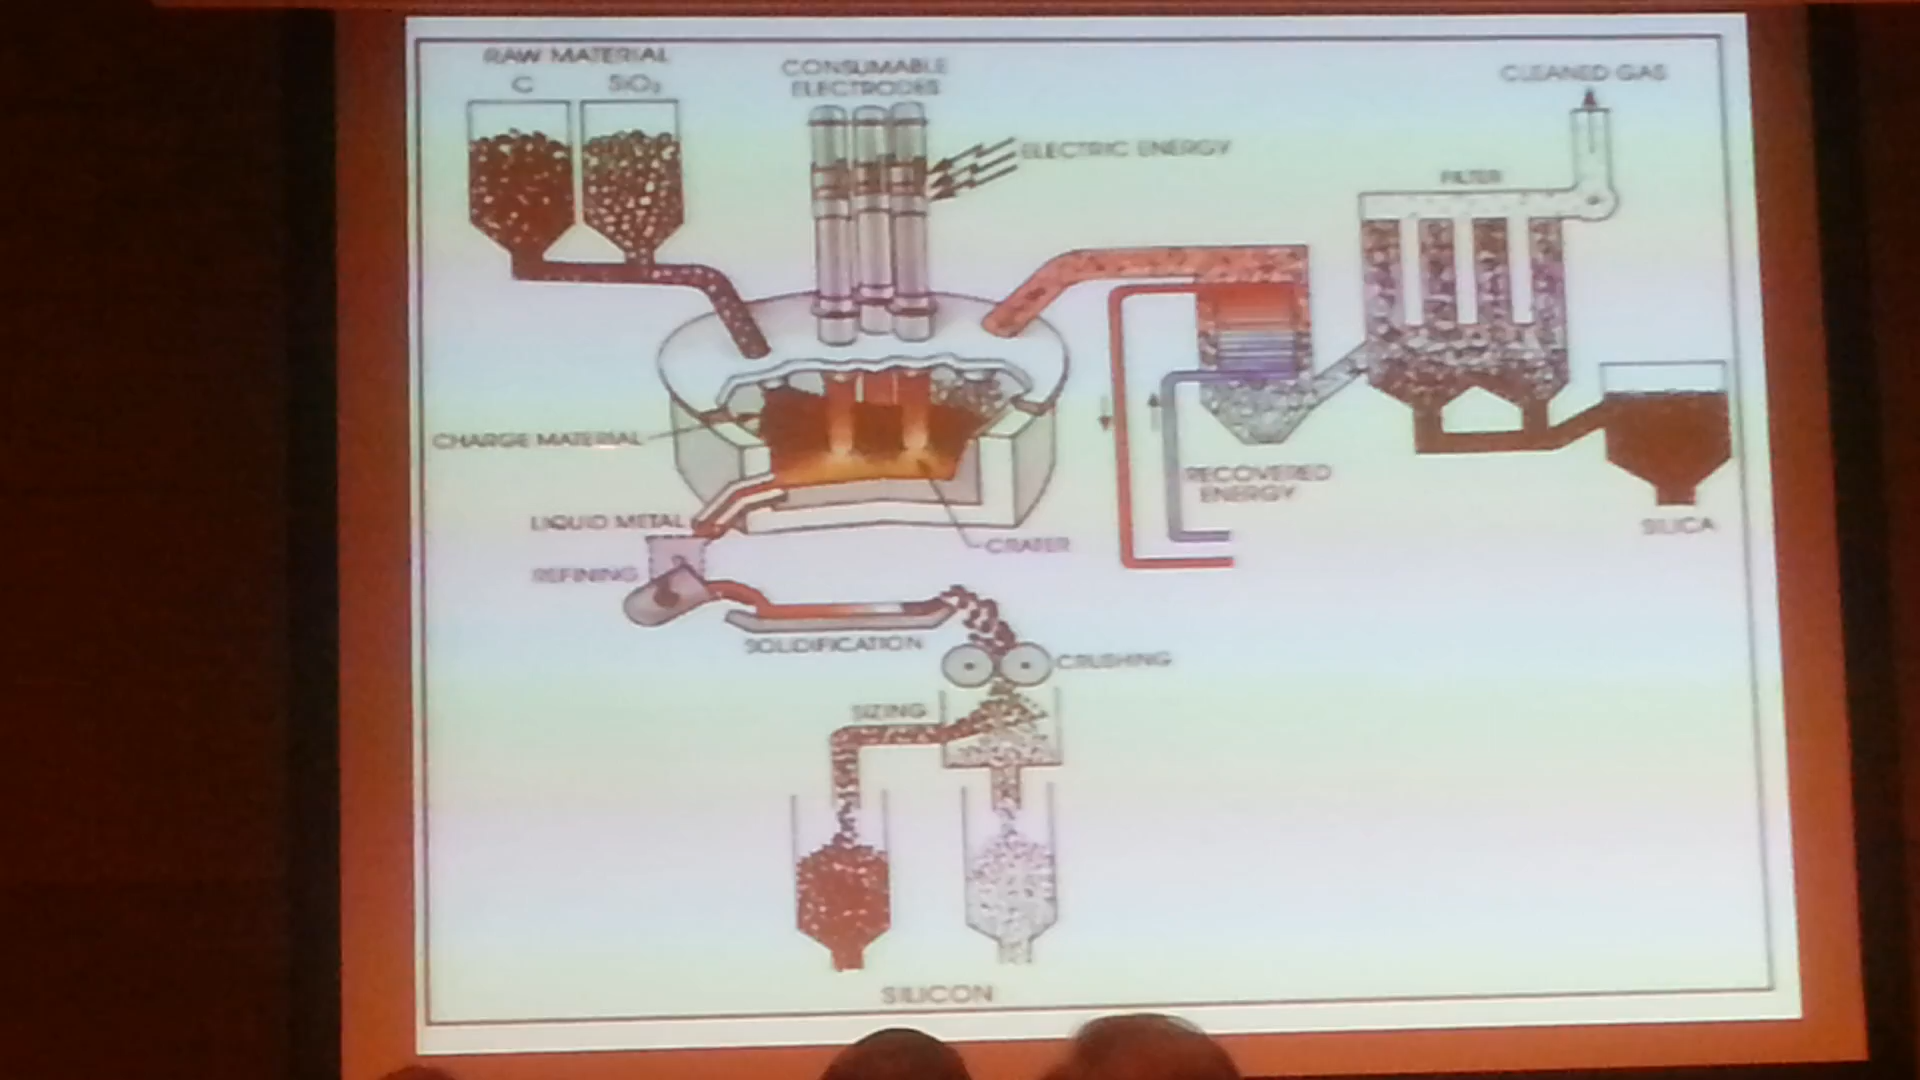 RAW MATERIAL
C SiO₂
CONSUMABLE
ELECTRODES
ELECTRIC ENERGY
CLEANED GAS
FILTER
CHARGE MATERIAL
LIQUID METAL
REFINING
CRATER
RECOVERED
ENERGY
SILICA
SOLIDIFICATION
CRUSHING
SIZING
SILICON